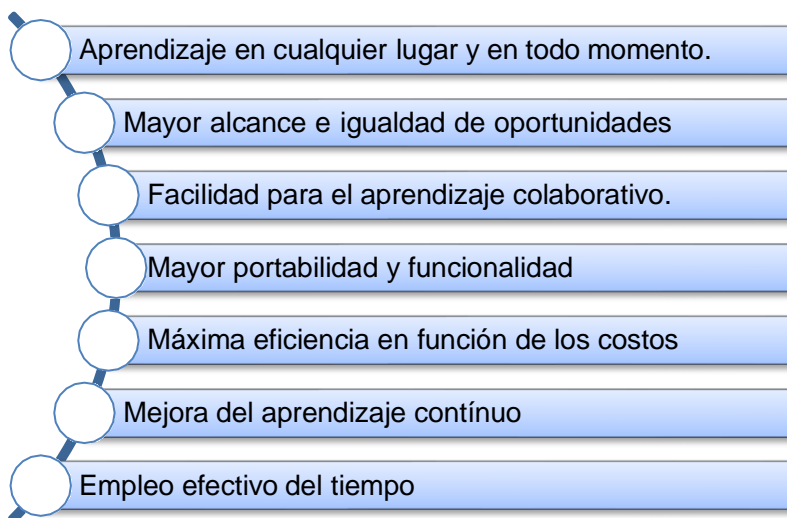 Aprendizaje en cualquier lugar y en todo momento.
Mayor alcance e igualdad de oportunidades
Facilidad para el aprendizaje colaborativo.
Mayor portabilidad y funcionalidad
Máxima eficiencia en función de los costos
Mejora del aprendizaje contínuo
Empleo efectivo del tiempo